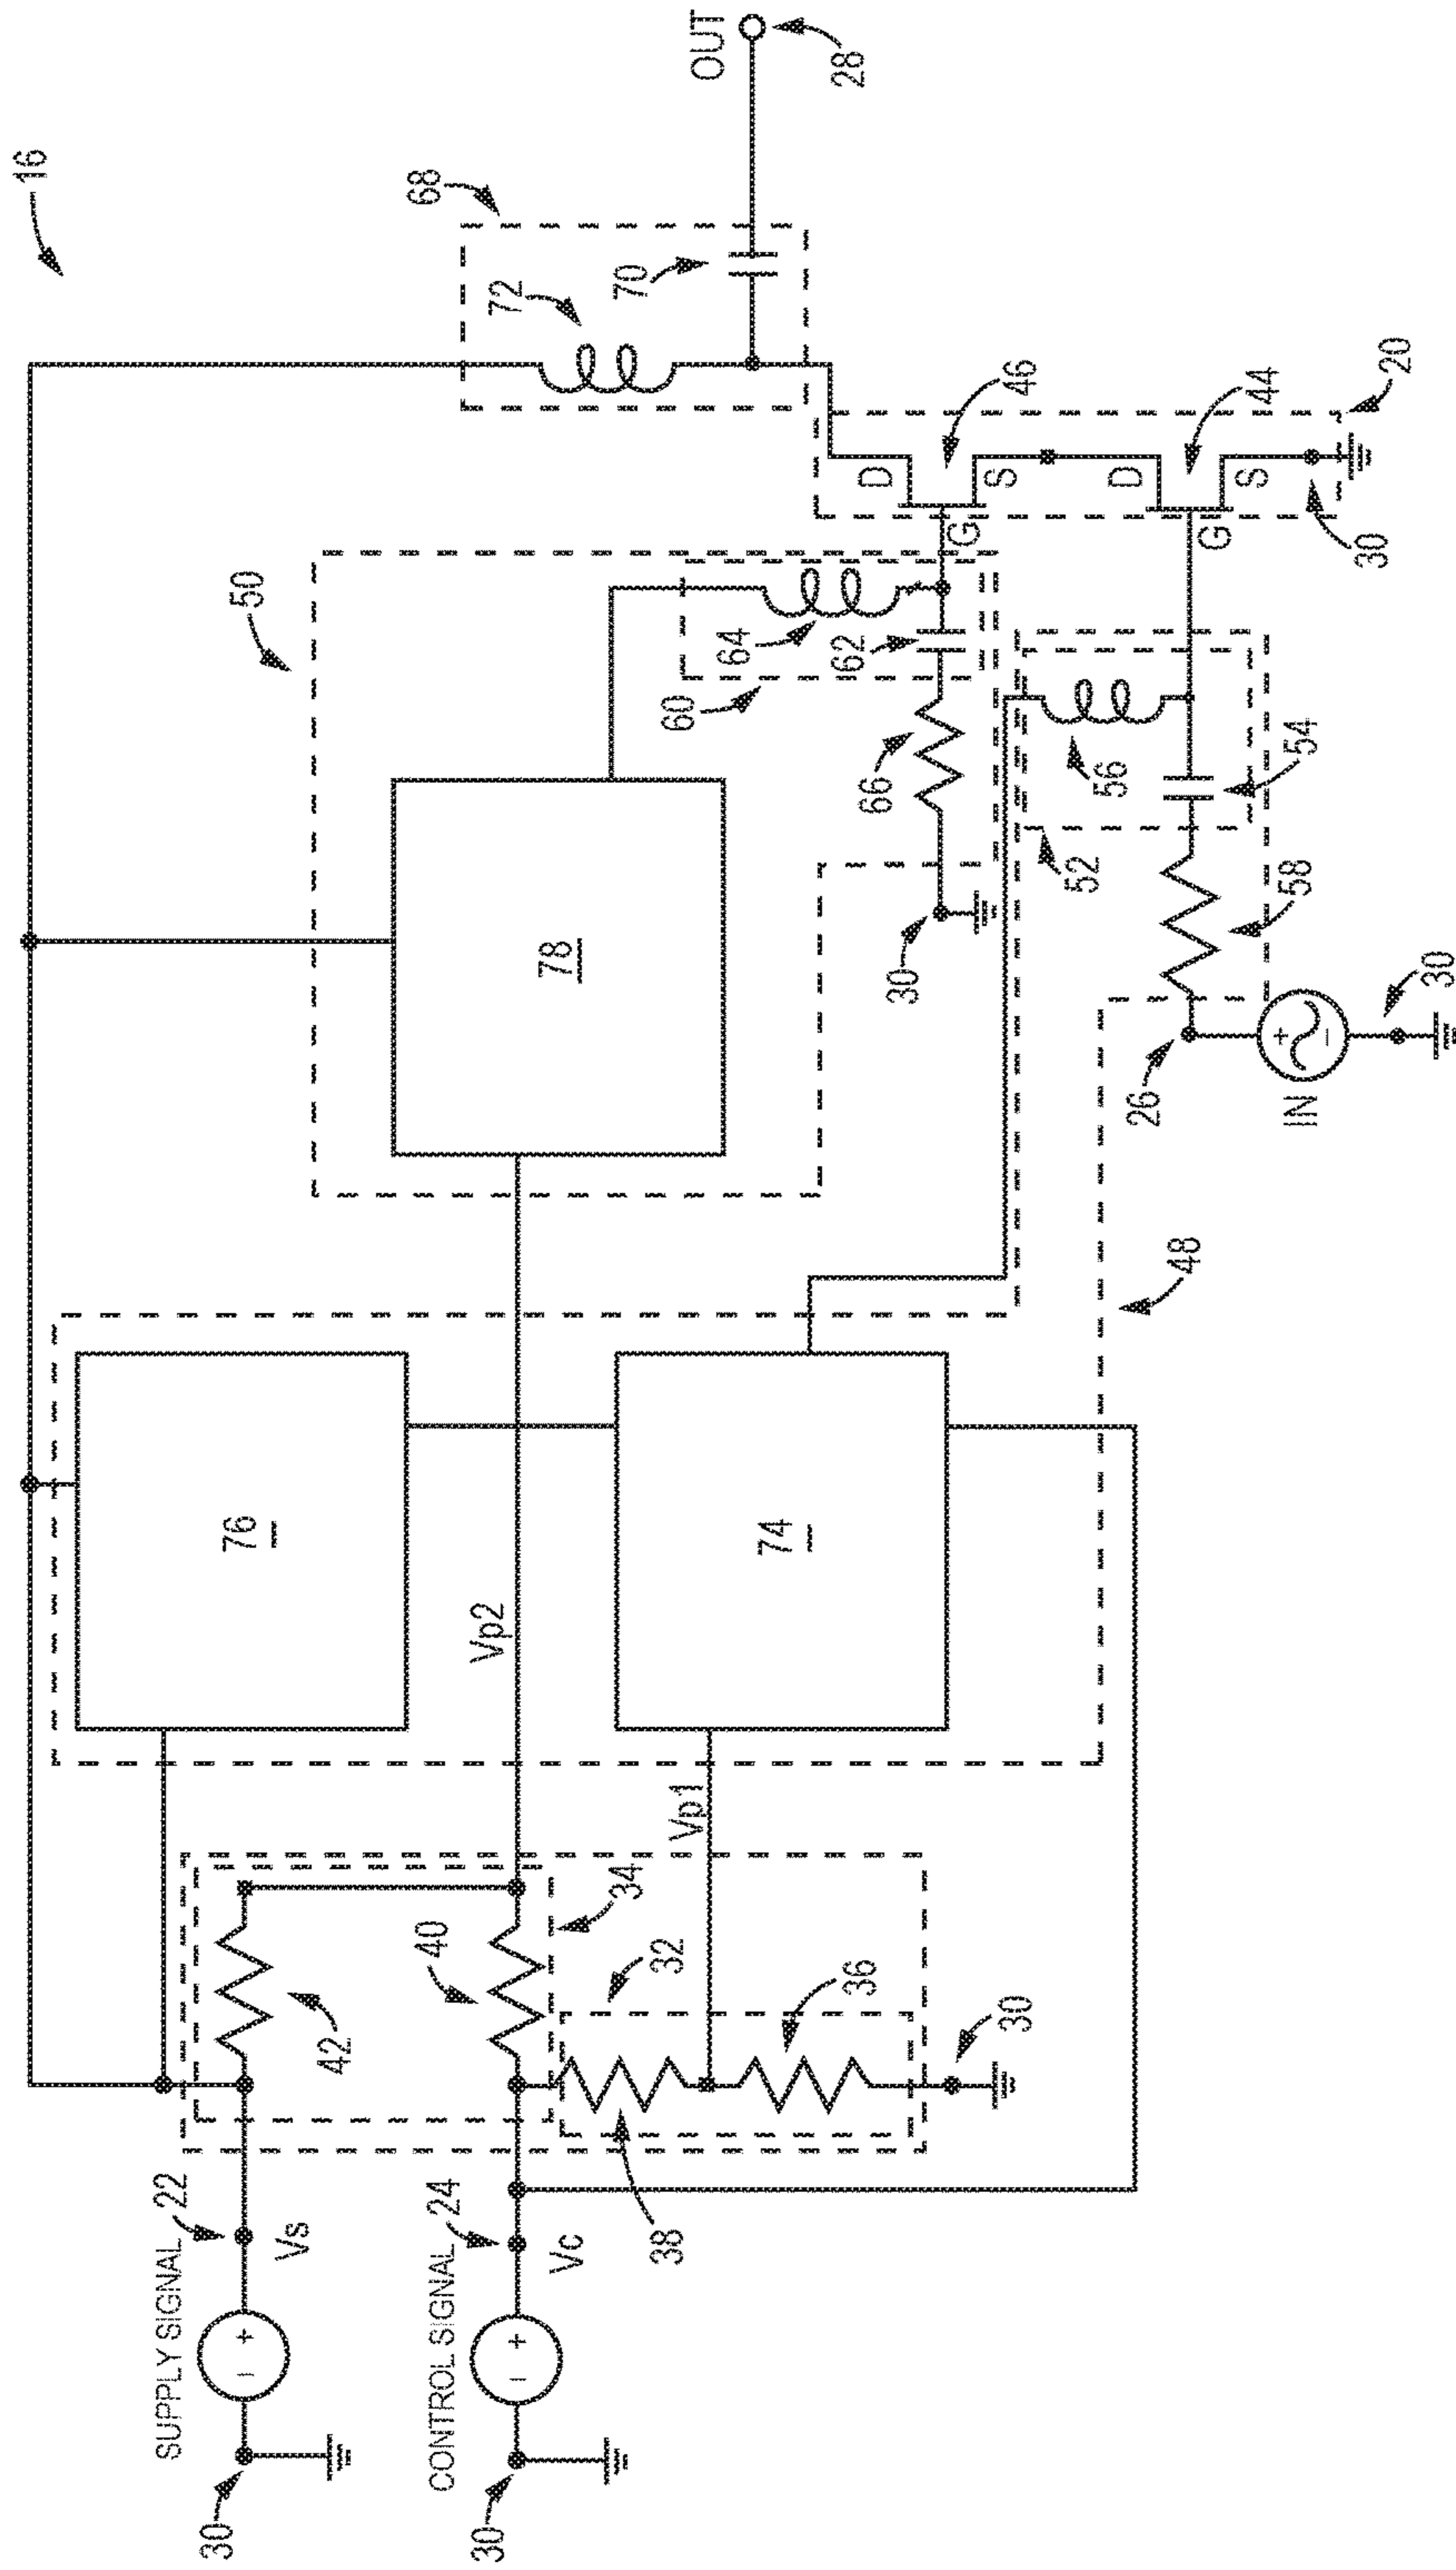 16
SUPPLY SIGNAL
22
Vs
30
CONTROL SIGNAL
24
Vc
30
42
40
34
32
38
36
30
Vp2
Vp1
76
74
48
50
78
60
64
62
66
30
52
56
54
58
26
IN
+
−
30
68
72
70
OUT
28
D
G
S
46
D
G
S
44
30
20
− +
− +